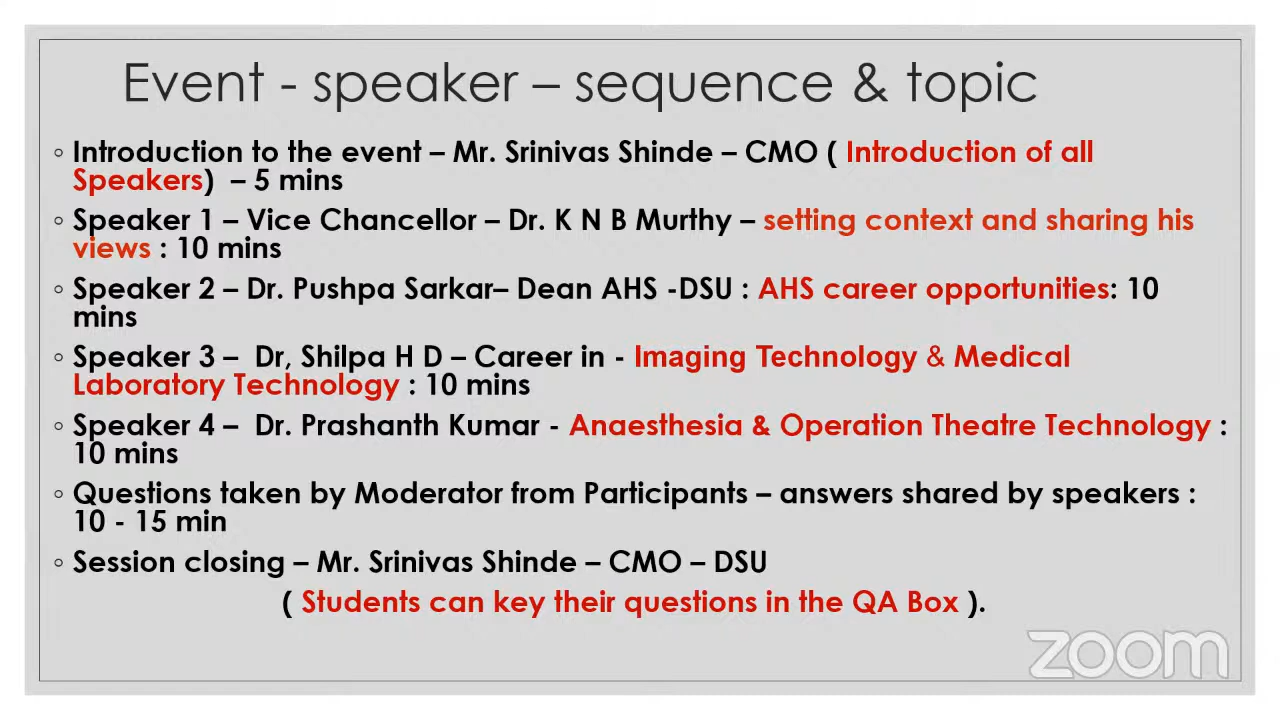 Event - speaker – sequence & topic
◦ Introduction to the event – Mr. Srinivas Shinde – CMO ( Introduction of all
Speakers) – 5 mins
◦ Speaker 1 – Vice Chancellor – Dr. K N B Murthy – setting context and sharing his
views : 10 mins
◦ Speaker 2 – Dr. Pushpa Sarkar– Dean AHS -DSU : AHS career opportunities: 10
mins
◦ Speaker 3 – Dr, Shilpa H D – Career in - Imaging Technology & Medical
Laboratory Technology : 10 mins
◦ Speaker 4 – Dr. Prashanth Kumar - Anaesthesia & Operation Theatre Technology :
10 mins
◦ Questions taken by Moderator from Participants – answers shared by speakers :
10 - 15 min
◦ Session closing – Mr. Srinivas Shinde – CMO – DSU
( Students can key their questions in the QA Box ).
zoom